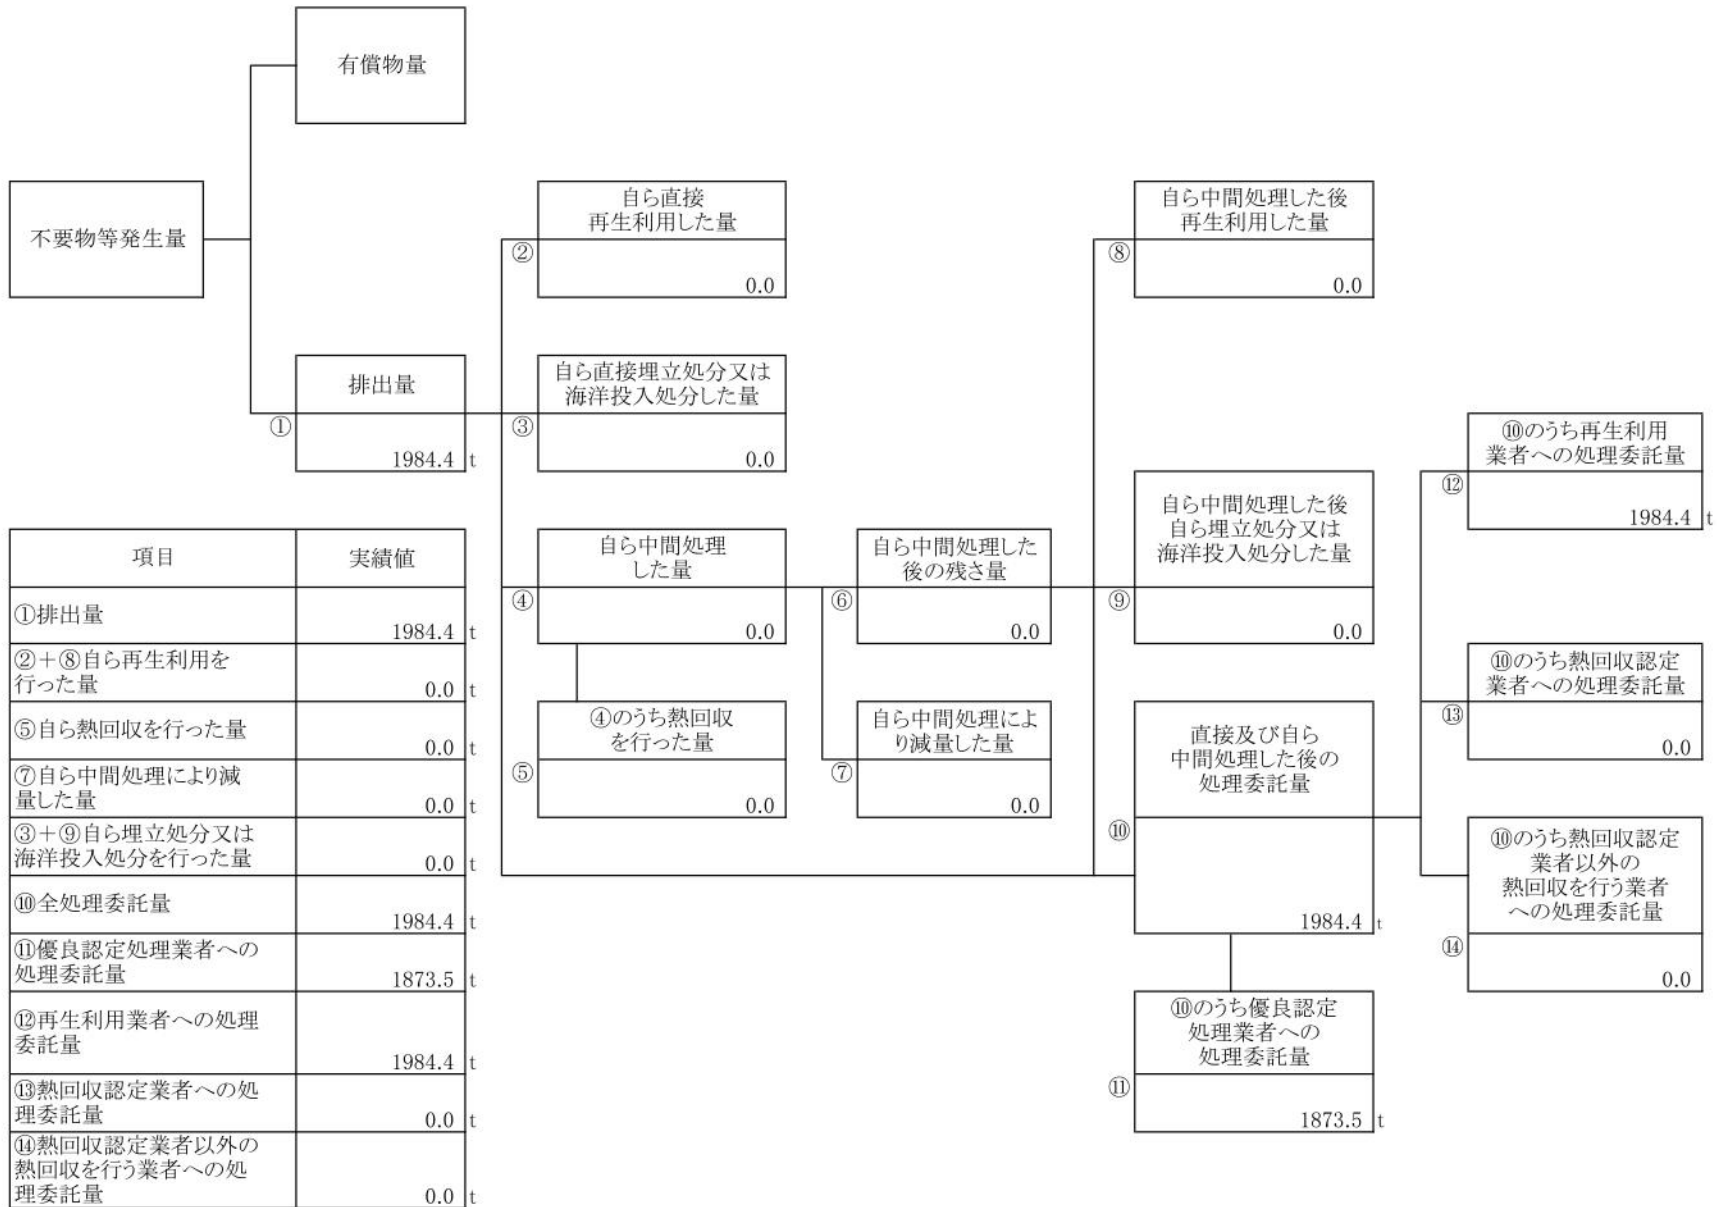 有償物量
不要物等発生量
自ら直接
再生利用した量
②
0.0
自ら中間処理した後
再生利用した量
⑧
0.0
排出量
①
1984.4 t
自ら直接埋立処分又は
海洋投入処分した量
③
0.0
⑩のうち再生利用
業者への処理委託量
⑫
1984.4 t
自ら中間処理
した量
④
0.0
自ら中間処理した
後の残さ量
⑥
0.0
自ら中間処理した後
自ら埋立処分又は
海洋投入処分した量
⑨
0.0
④のうち熱回収
を行った量
⑤
0.0
自ら中間処理によ
り減量した量
⑦
0.0
直接及び自ら
中間処理した後の
処理委託量
⑩
1984.4 t
⑩のうち熱回収認定
業者への処理委託量
⑬
0.0
⑩のうち熱回収認定
業者以外の
熱回収を行う業者
への処理委託量
⑭
0.0
⑩のうち優良認定
処理業者への
処理委託量
⑪
1873.5 t
項目 実績値
①排出量
1984.4 t
②+⑧自ら再生利用を
行った量 0.0 t
⑤自ら熱回収を行った量
0.0 t
⑦自ら中間処理により減
量した量 0.0 t
③+⑨自ら埋立処分又は
海洋投入処分を行った量 0.0 t
⑩全処理委託量
1984.4 t
⑪優良認定処理業者への
処理委託量 1873.5 t
⑫再生利用業者への処理
委託量
1984.4 t
⑬熱回収認定業者への処
理委託量 0.0 t
⑭熱回収認定業者以外の
熱回収を行う業者への処
理委託量 0.0 t